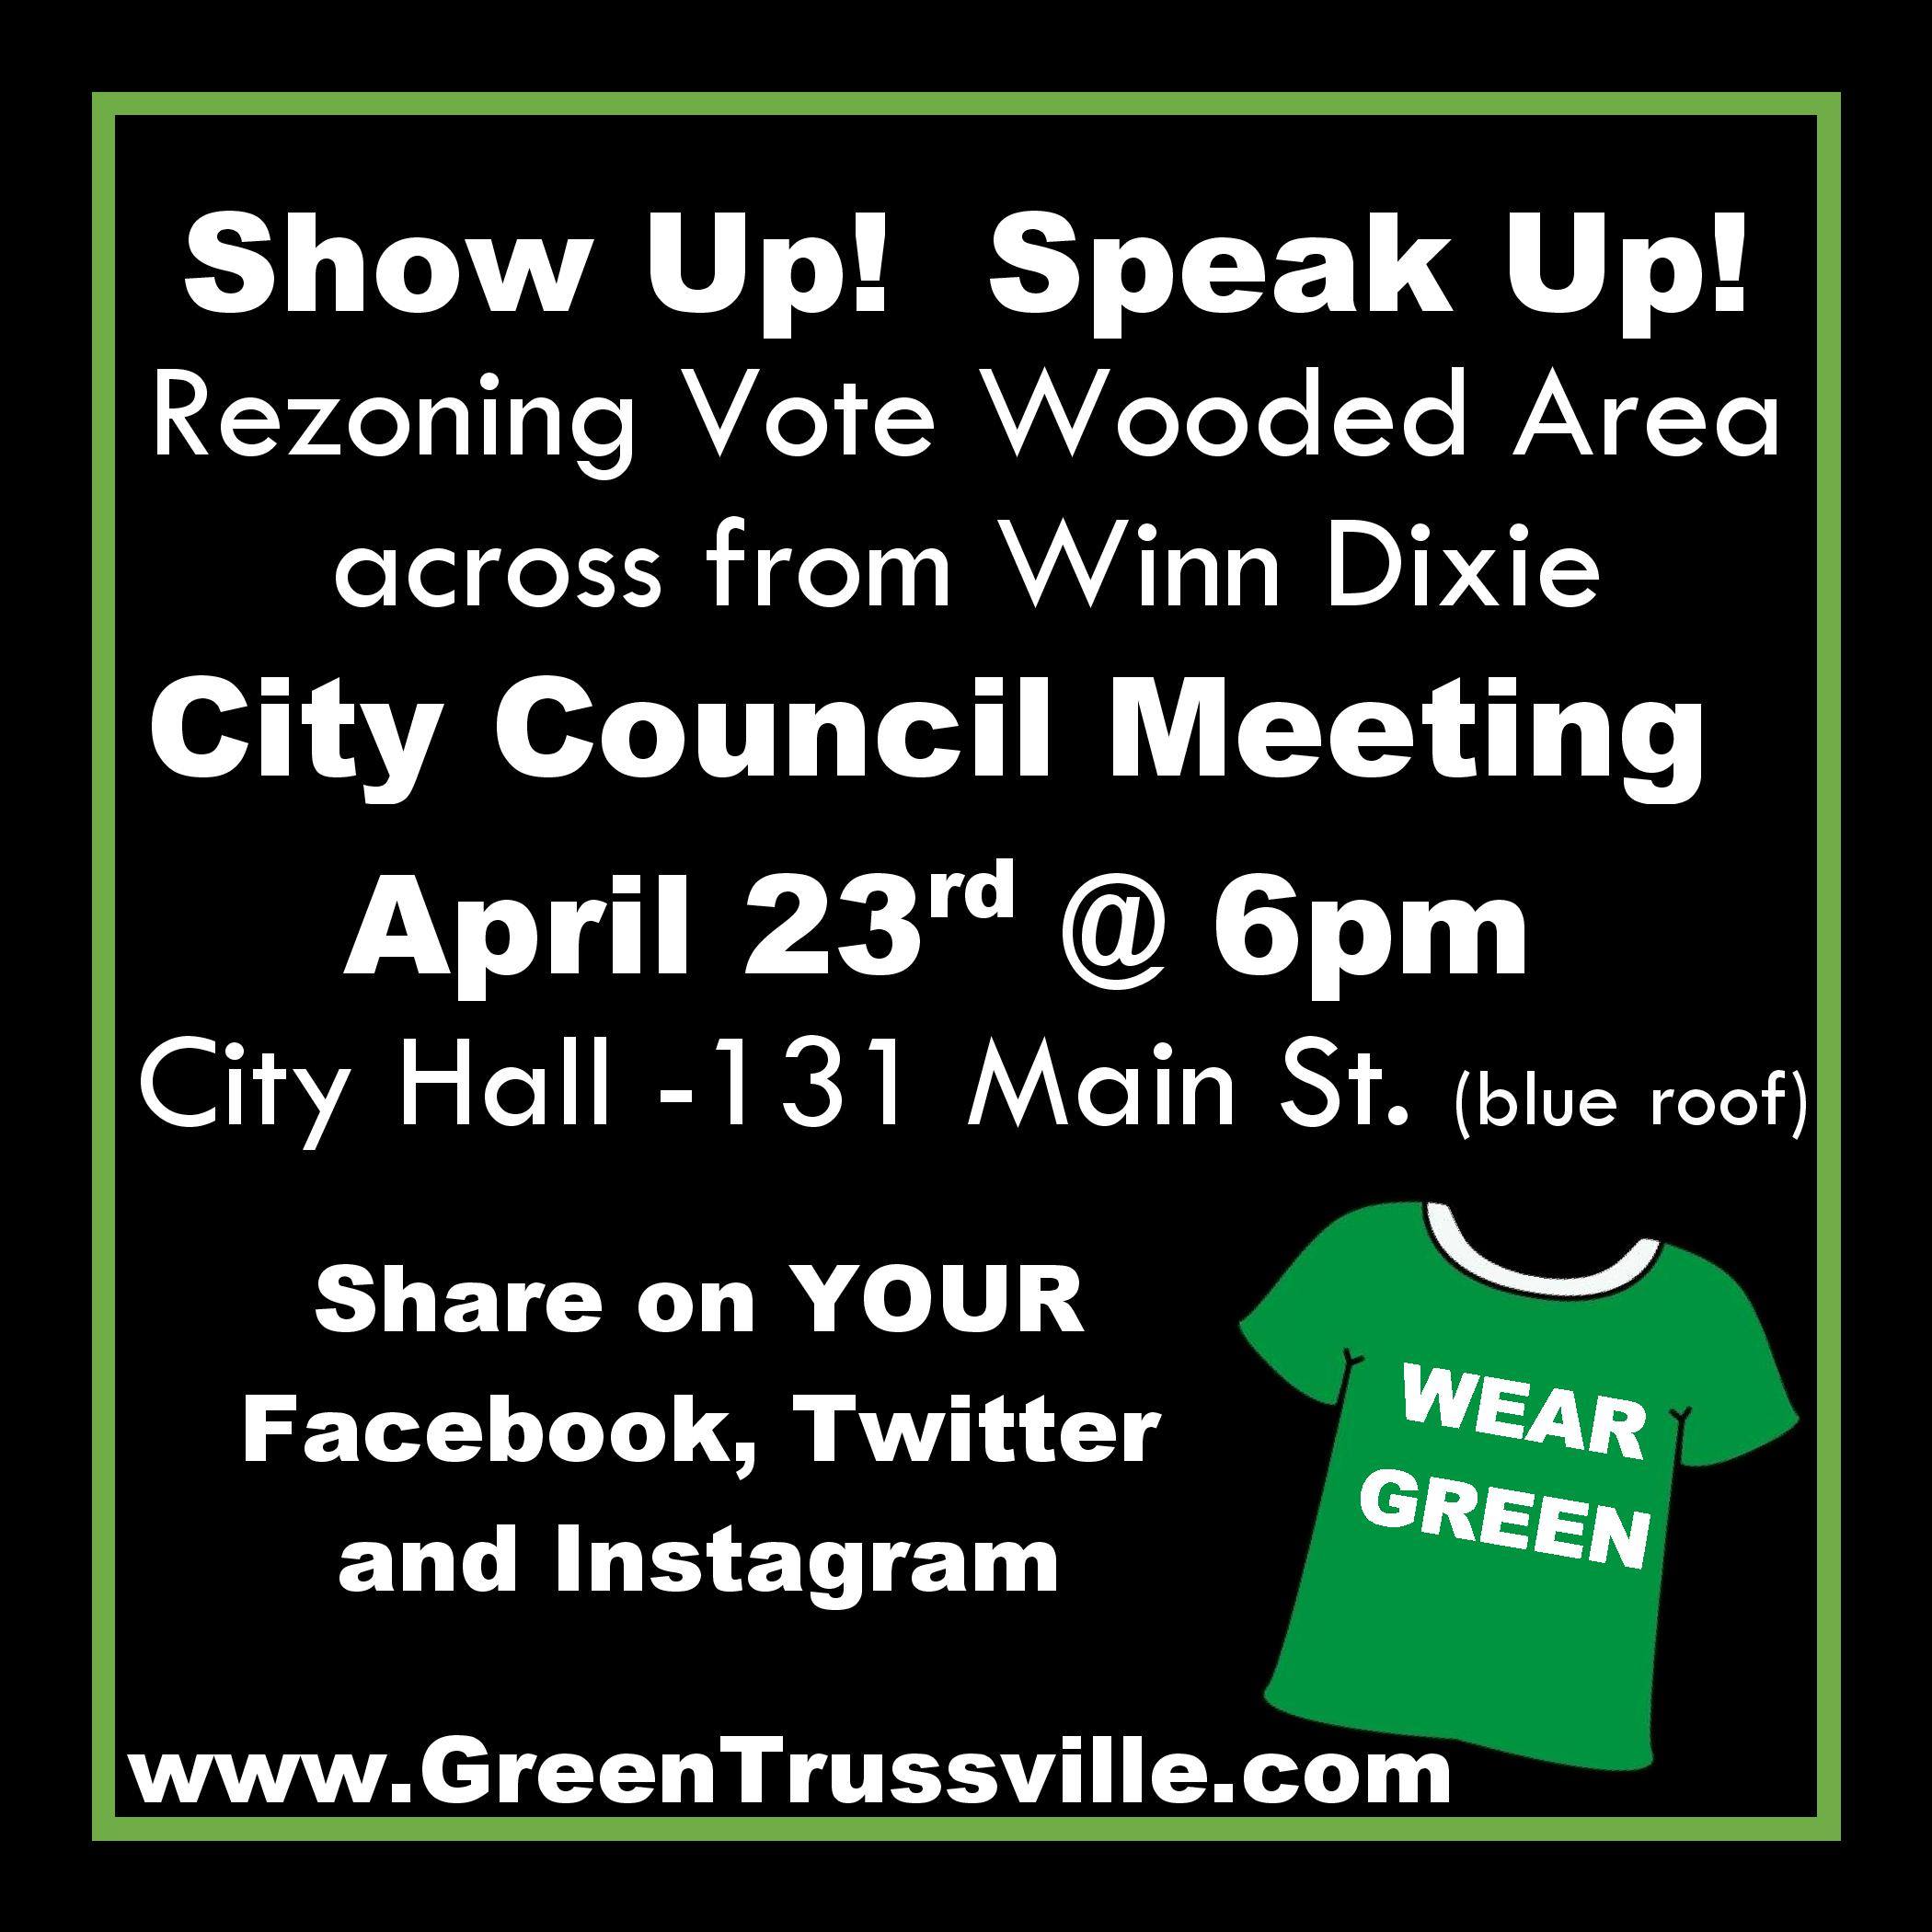 Show Up!  Speak Up!
Rezoning Vote Wooded Area
across from Winn Dixie
City Council Meeting
April 23rd @ 6pm
City Hall -131 Main St. (blue roof)
Share on YOUR
Facebook, Twitter
and Instagram
WEAR
GREEN
www.GreenTrussville.com